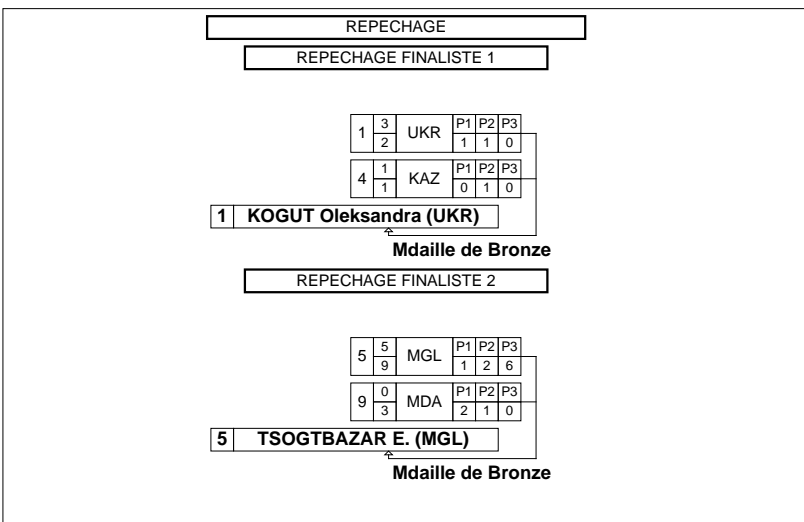 REPECHAGE
REPECHAGE FINALISTE 1
1 3 2 UKR P1 P2 P3
1 1 0
4 1 1 KAZ P1 P2 P3
0 1 0
1 KOGUT Oleksandra (UKR)
Mdaille de Bronze
REPECHAGE FINALISTE 2
5 5 9 MGL P1 P2 P3
1 2 6
9 0 3 MDA P1 P2 P3
2 1 0
5 TSOGTBAZAR E. (MGL)
Mdaille de Bronze